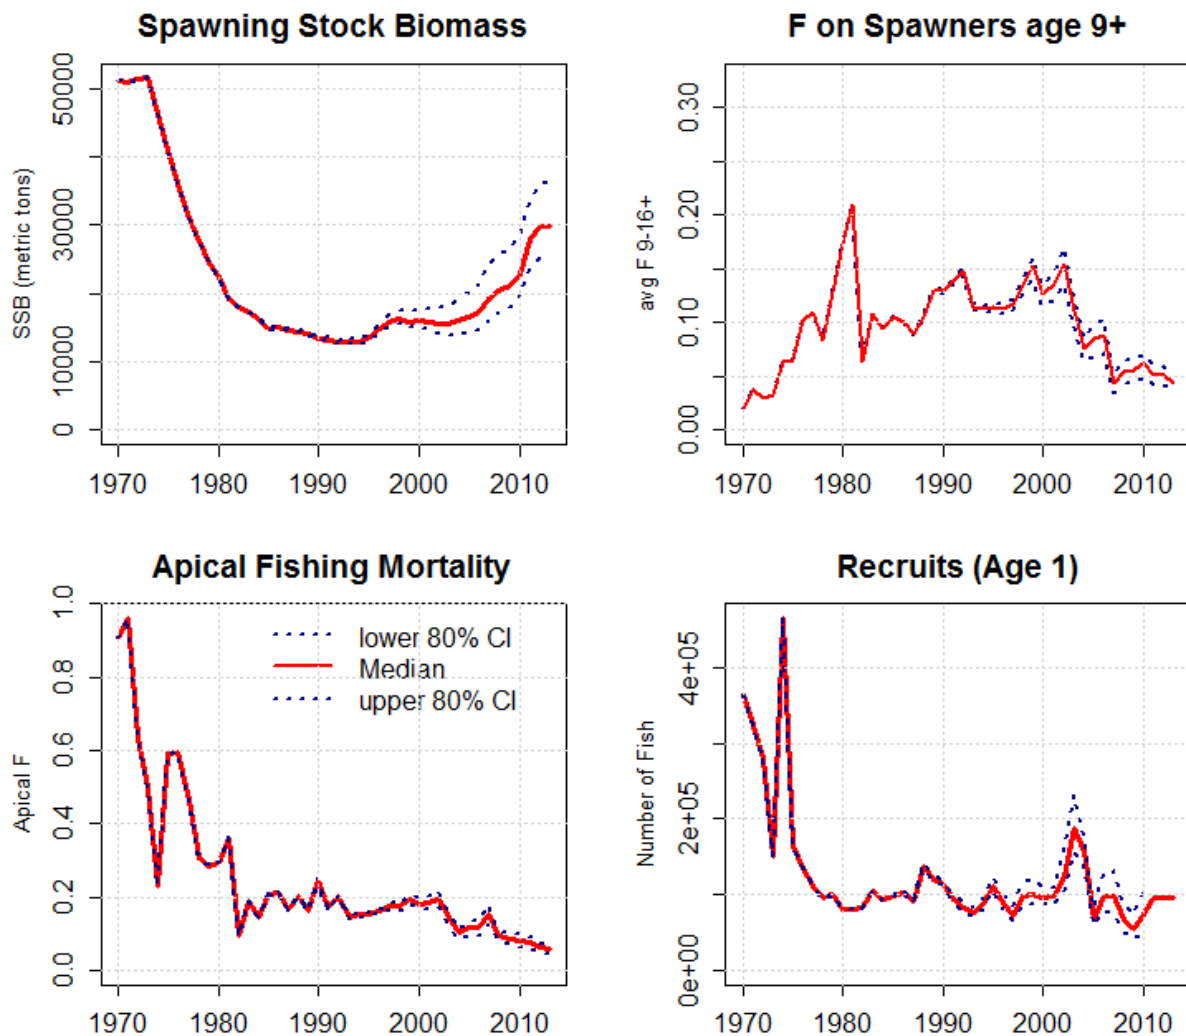 Spawning Stock Biomass
SSB (metric tons)
50000
30000
10000
0
1970 1980 1990 2000 2010
F on Spawners age 9+
avg F 9-16+
0.30
0.20
0.10
0.00
1970 1980 1990 2000 2010
Apical Fishing Mortality
Apical F
1.0
0.8
0.6
0.4
0.2
0.0
lower 80% CI
Median
upper 80% CI
1970 1980 1990 2000 2010
Recruits (Age 1)
Number of Fish
4e+05
2e+05
0e+00
1970 1980 1990 2000 2010